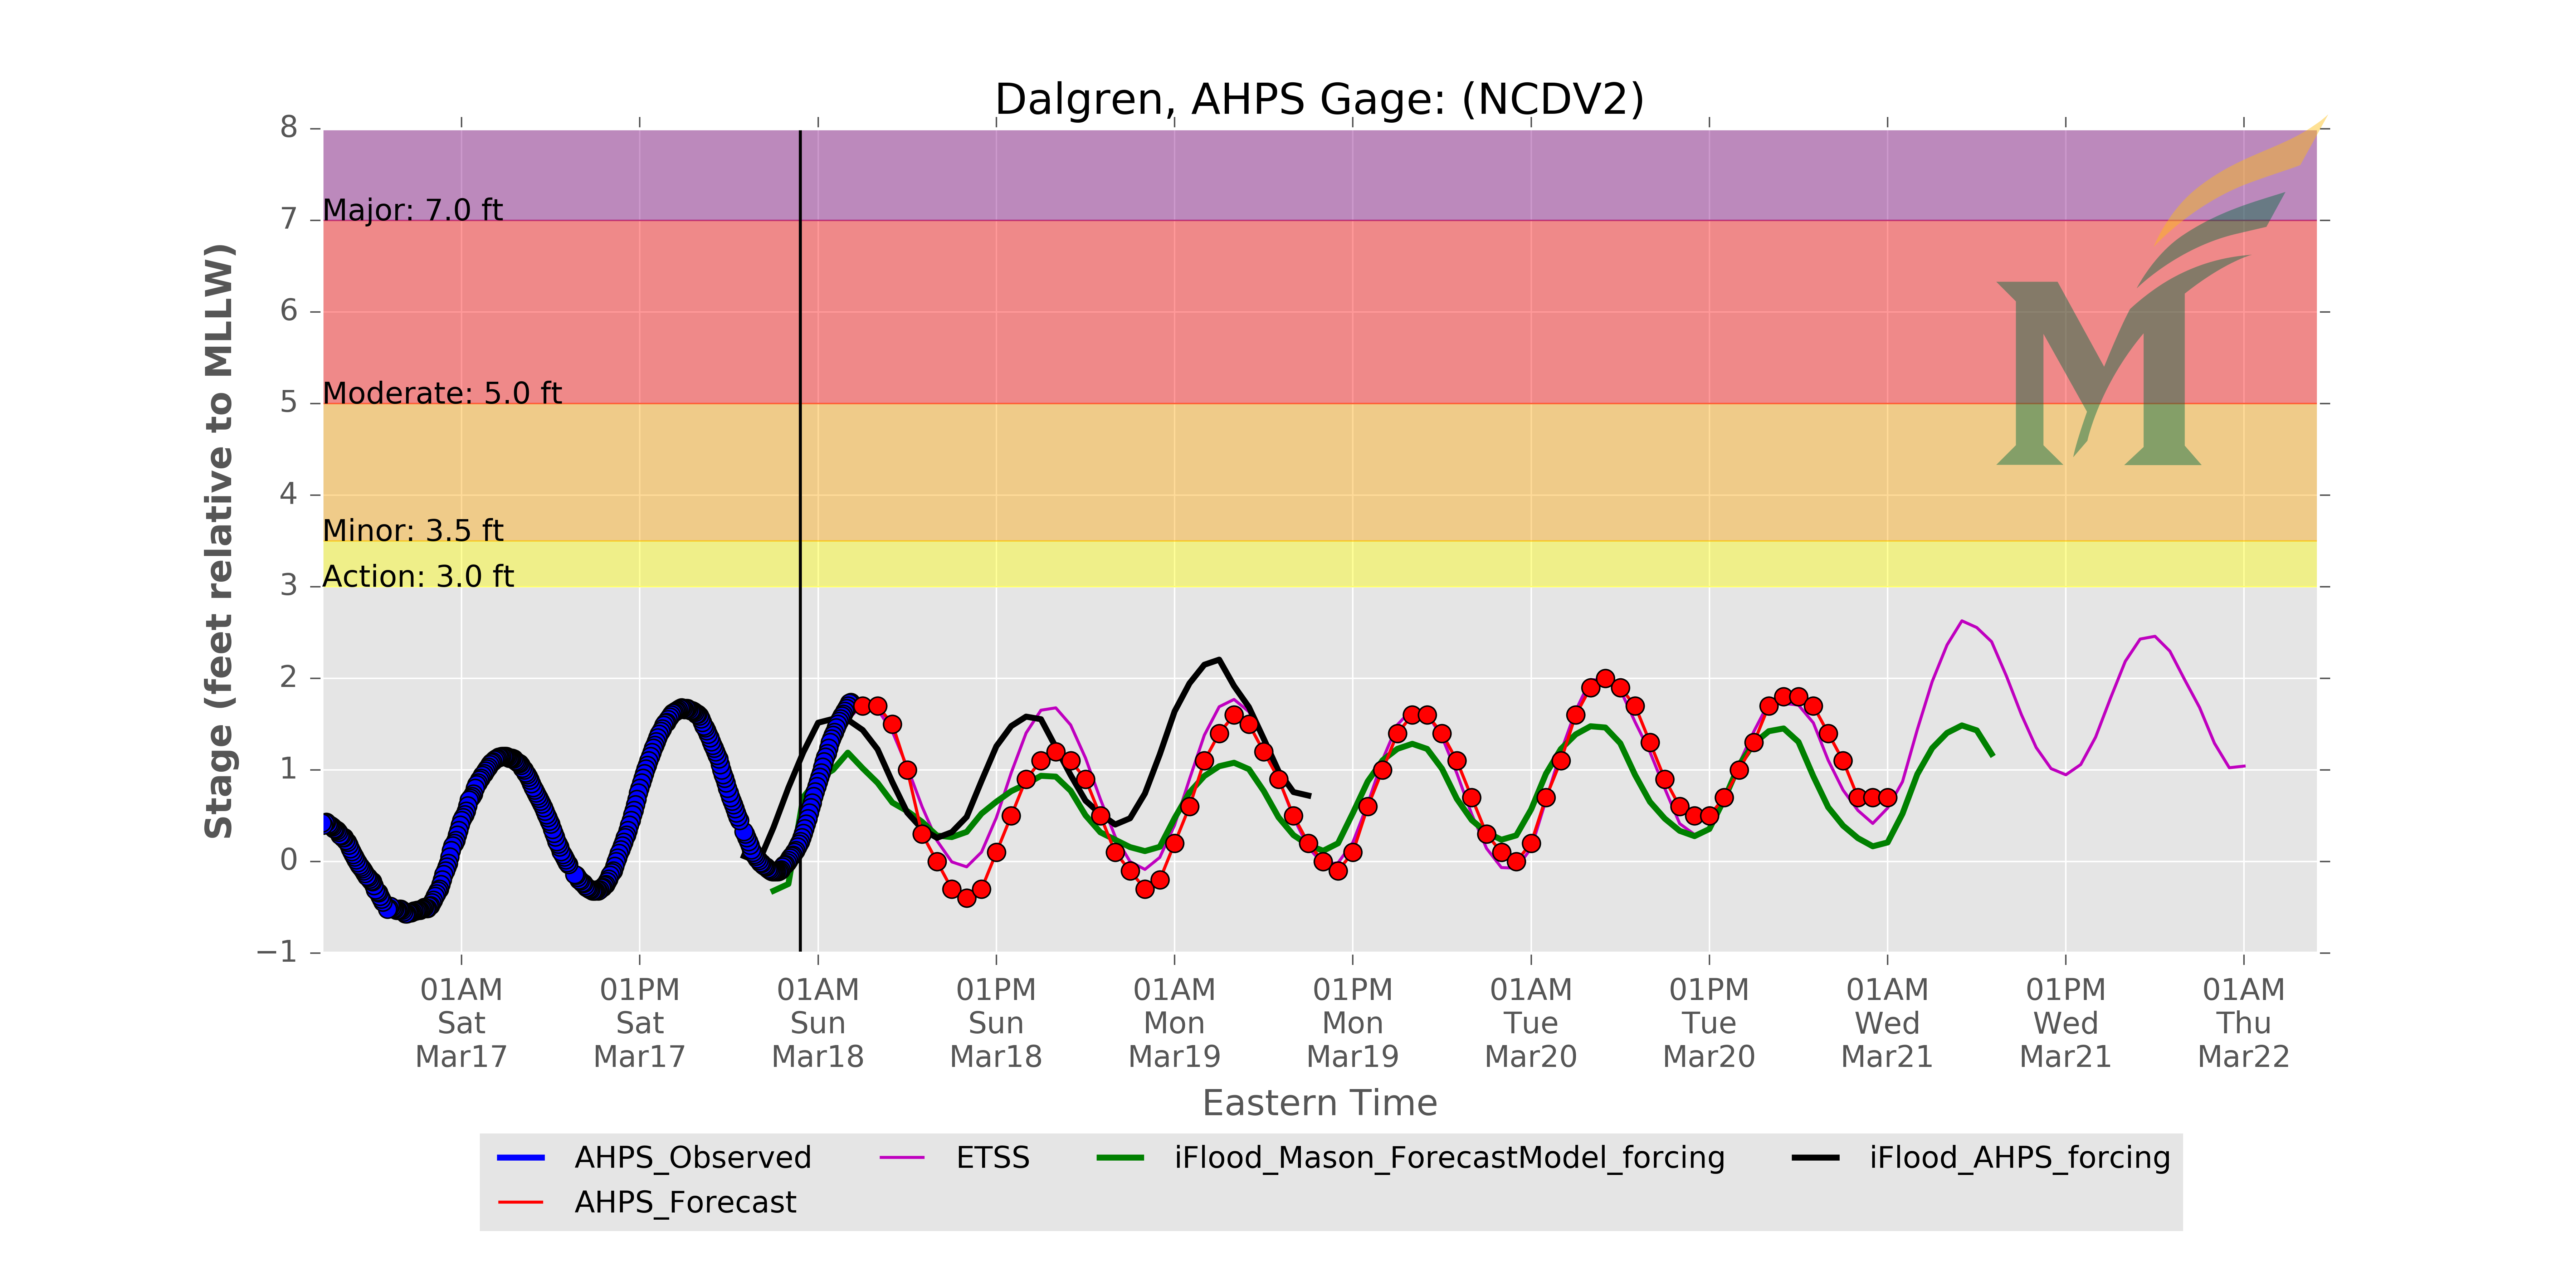 Dalgren, AHPS Gage: (NCDV2)
8
Major: 7.0 ft
7
6
Moderate: 5.0 ft
5
4
Minor: 3.5 ft
Action: 3.0 ft
3
2
1
0
−1
Stage (feet relative to MLLW)
01AM 01PM 01AM 01PM 01AM 01PM 01AM 01PM 01AM 01PM 01AM
Sat Sat Sun Sun Mon Mon Tue Tue Wed Wed Thu
Mar17 Mar17 Mar18 Mar18 Mar19 Mar19 Mar20 Mar20 Mar21 Mar21 Mar22
Eastern Time
AHPS_Observed ETSS iFlood_Mason_ForecastModel_forcing iFlood_AHPS_forcing
AHPS_Forecast
M